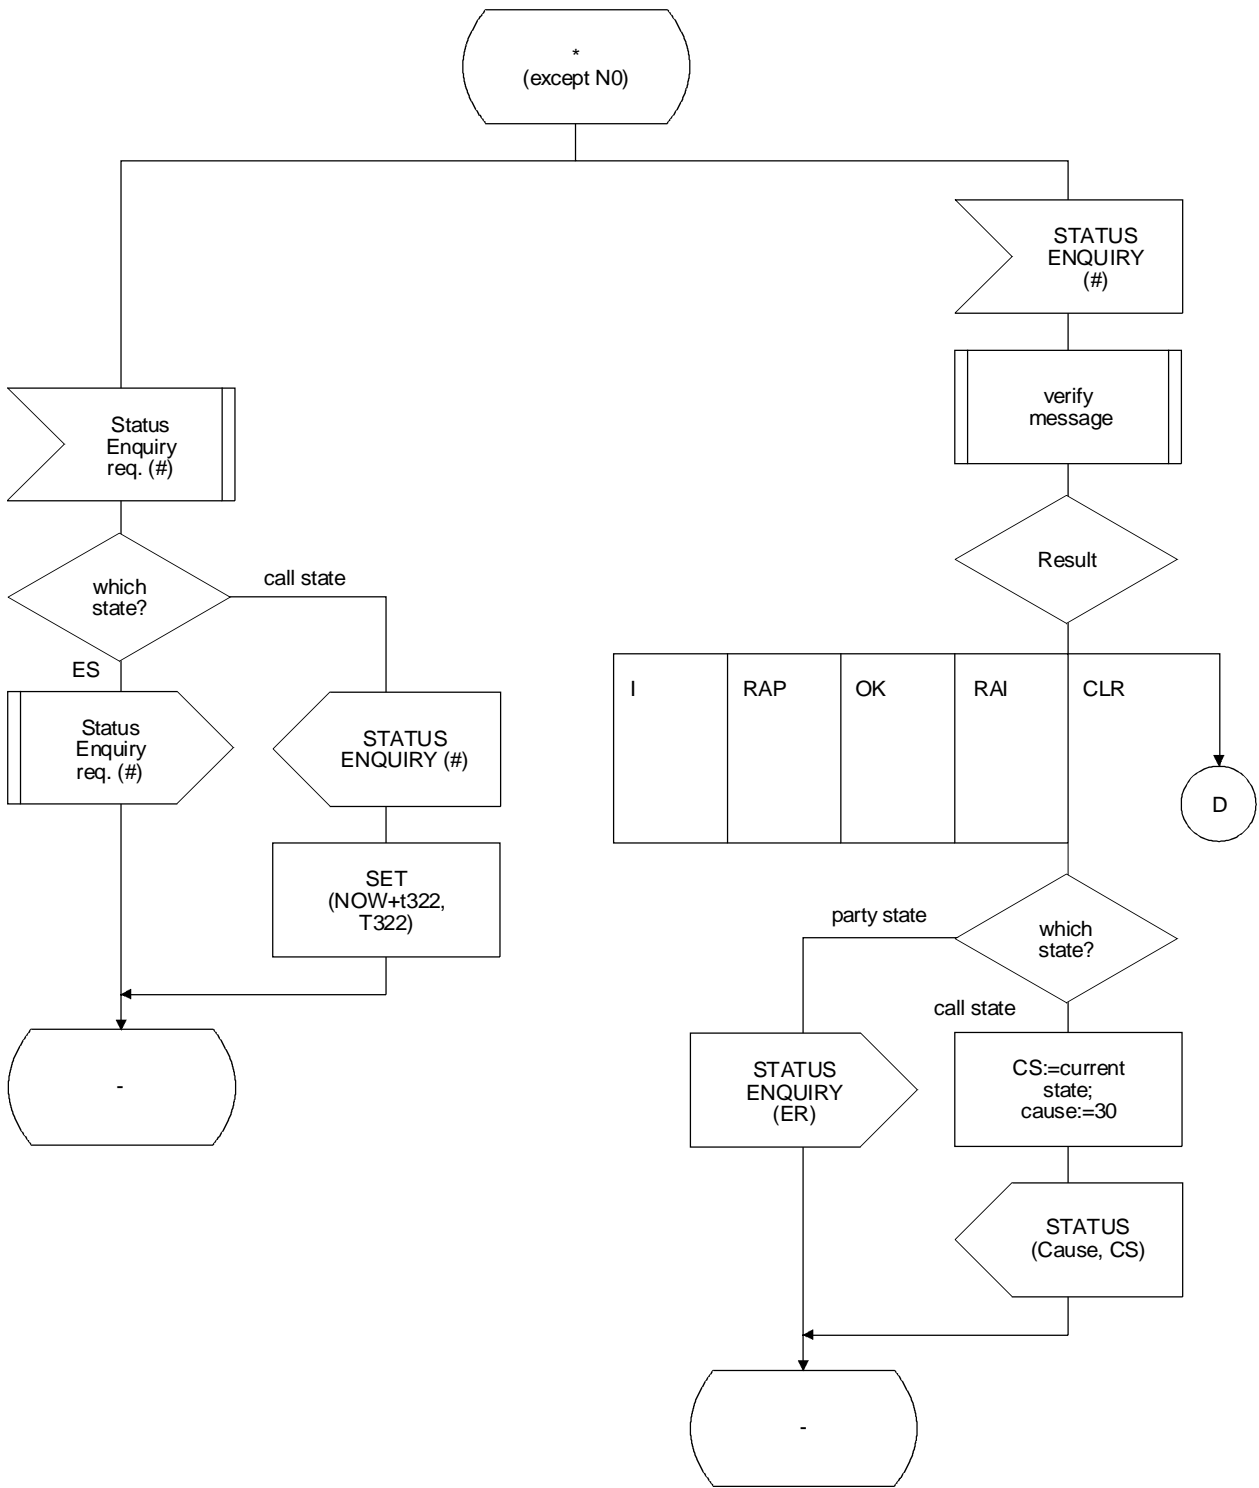 *
(except N0)
STATUS
ENQUIRY
(#)
verify
message
Status
Enquiry
req. (#)
Result
which
state?
call state
ES
Status
Enquiry
req. (#)
STATUS
ENQUIRY (#)
I
RAP
OK
RAI
CLR
D
SET
(NOW+t322,
T322)
party state
which
state?
call state
-
STATUS
ENQUIRY
(ER)
CS:=current
state;
cause:=30
STATUS
(Cause, CS)
-